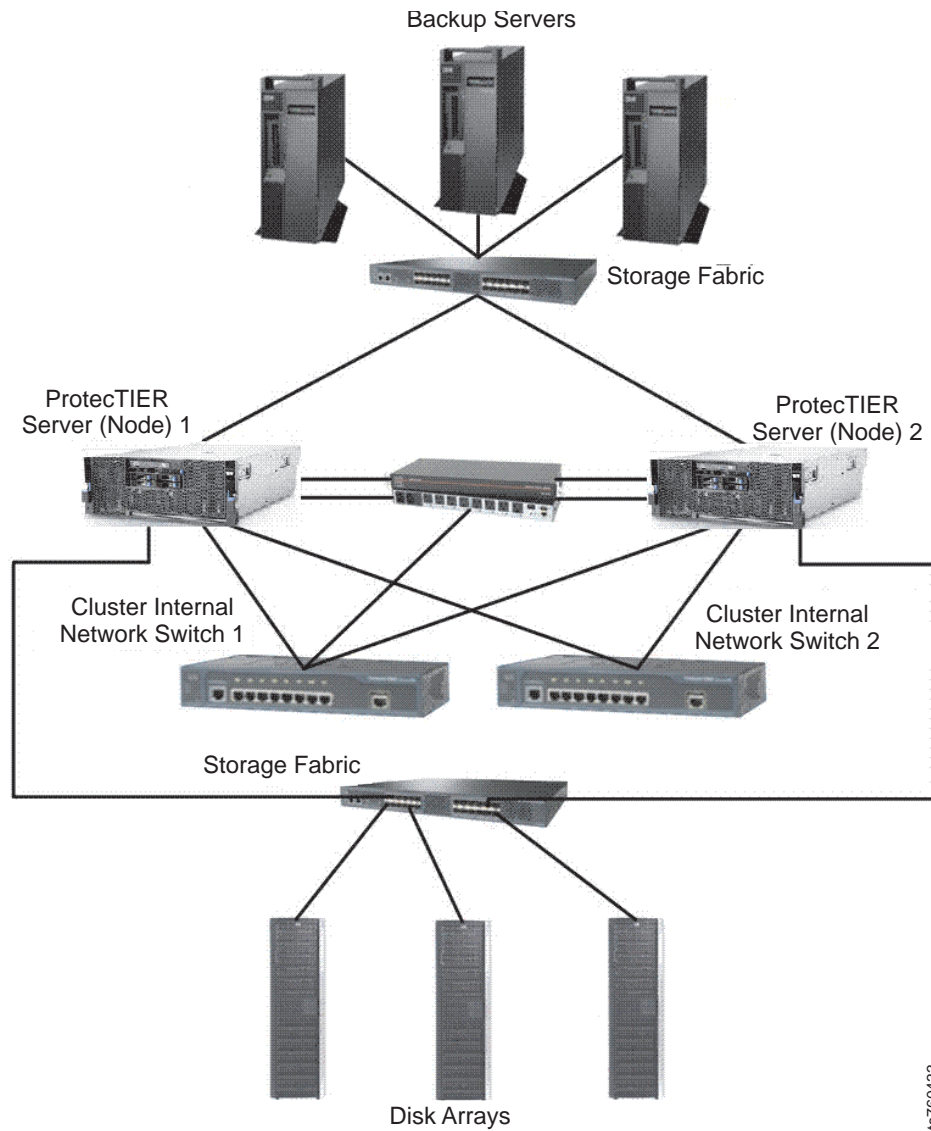 Backup Servers
Storage Fabric
ProtecTIER
Server (Node) 1
ProtecTIER
Server (Node) 2
Cluster Internal
Network Switch 1
Cluster Internal
Network Switch 2
Storage Fabric
Disk Arrays